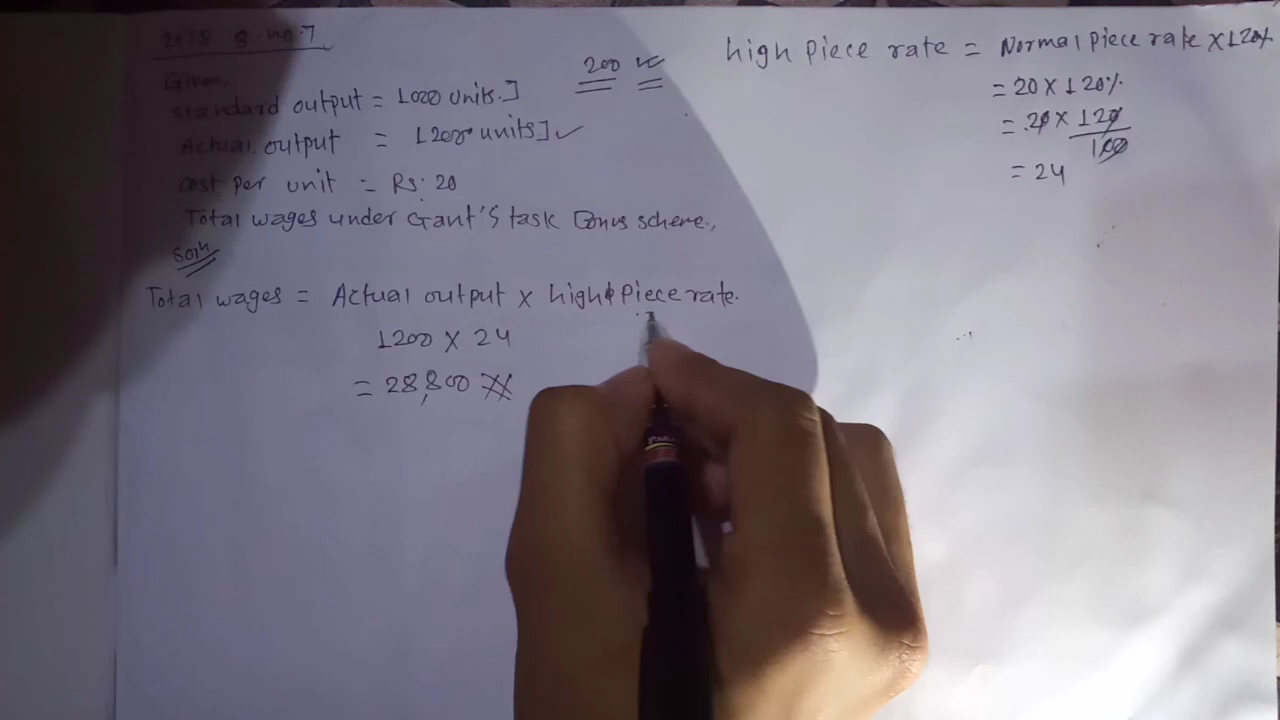 2078 q.no.7
Given,
Standard output = 1000 units.]
200
Actual output = 1200 units]
Cost per unit = Rs. 20
Total wages under Gant's task Bonus scheme,
Soln
Total wages = Actual output x high piece rate.
1200 x 24
= 28,800
high piece rate = Normal piece rate x 120%
= 20 x 120%
= 20 x 120
100
= 24